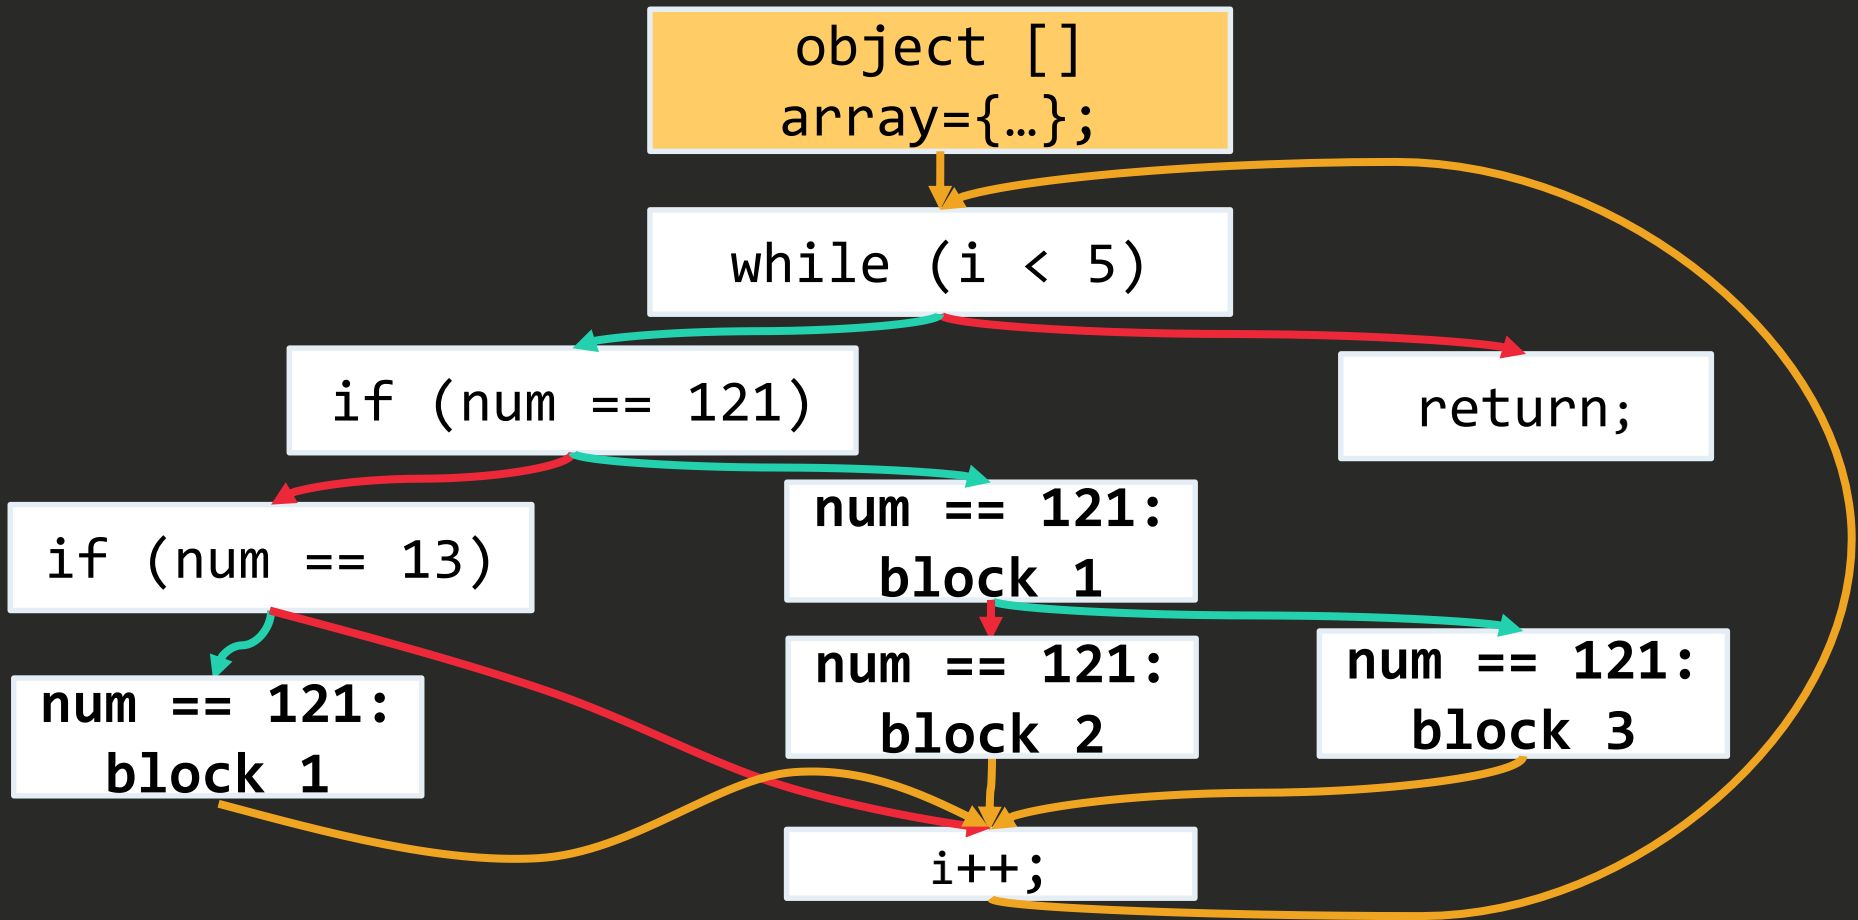 object []
array={…};
while (i < 5)
if (num == 121)
return;
if (num == 13)
num == 121:
block 1
num == 121:
block 1
num == 121:
block 2
num == 121:
block 3
i++;